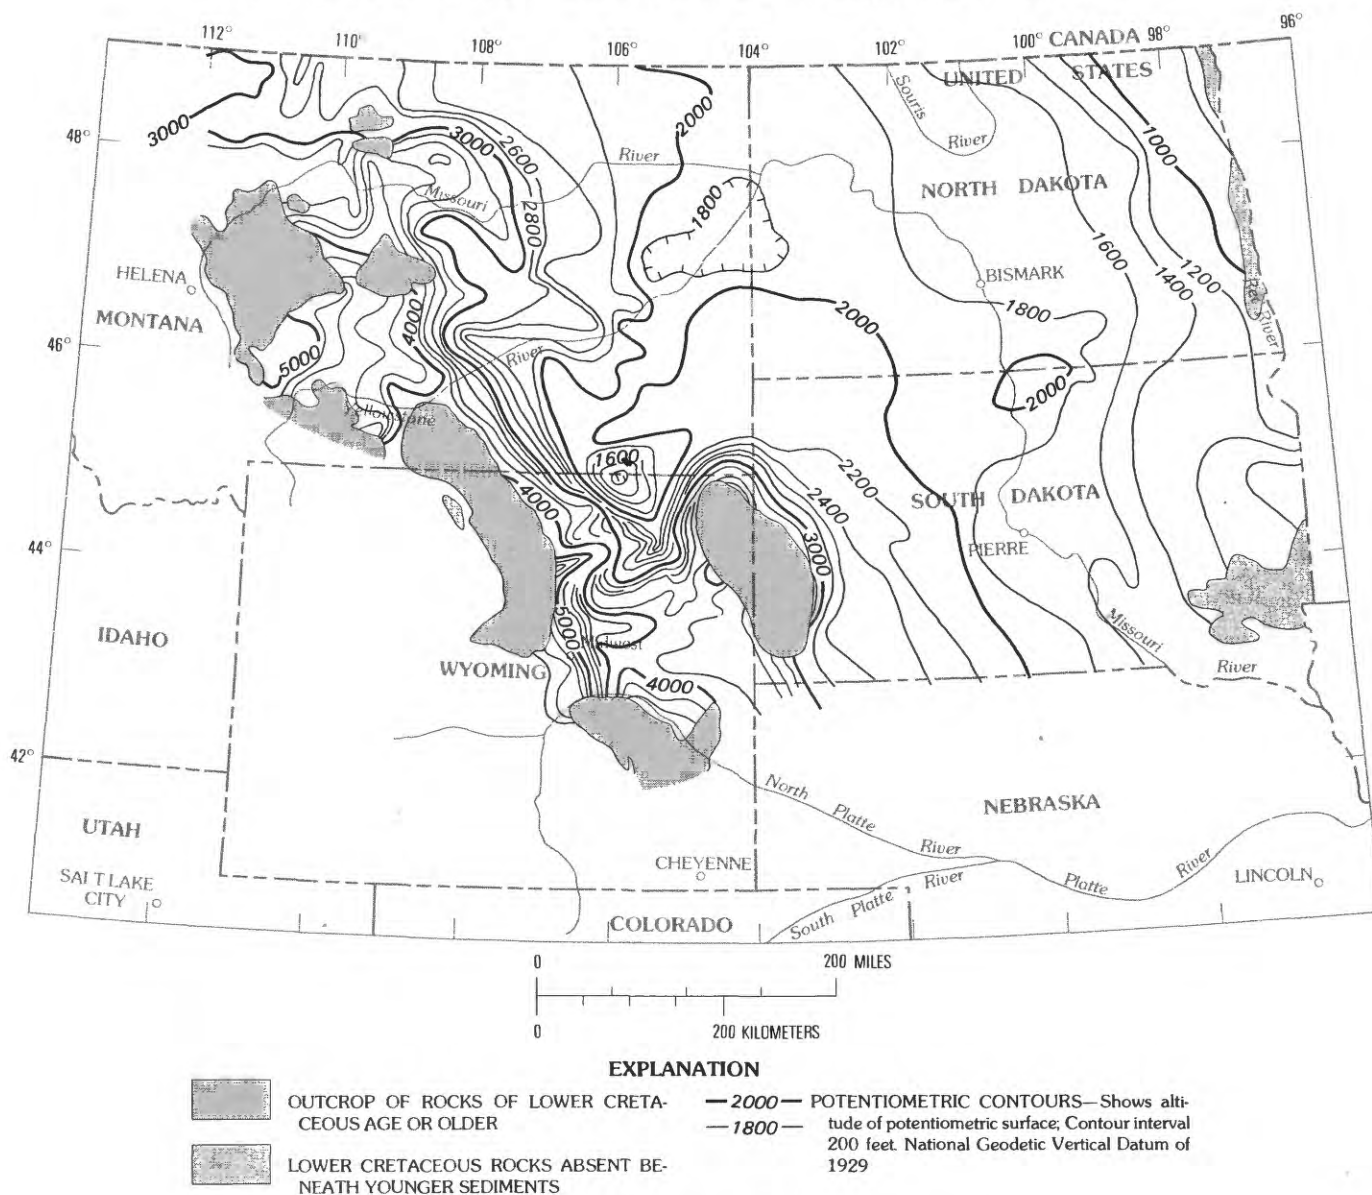 112°
110°
108°
106°
104°
102°
100°
CANADA
98°
96°
UNITED STATES
48°
46°
44°
42°
3000
3000
2600
2800
2000
1800
Souris
River
River
Missouri
1000
NORTH DAKOTA
1600
1200
1400
HELENA
MONTANA
BISMARK
1800
Red River
4000
5000
River
Yellowstone
2000
2000
1600
4000
2200
2400
3000
SOUTH DAKOTA
PIERRE
IDAHO
5000
Midwest
WYOMING
4000
Missouri
River
UTAH
SALT LAKE
CITY
North
Platte
River
NEBRASKA
CHEYENNE
South Platte River
Platte
River
LINCOLN
COLORADO
0 200 MILES
0 200 KILOMETERS
EXPLANATION
OUTCROP OF ROCKS OF LOWER CRETA-
CEOUS AGE OR OLDER
LOWER CRETACEOUS ROCKS ABSENT BE-
NEATH YOUNGER SEDIMENTS
—2000— POTENTIOMETRIC CONTOURS—Shows alti-
—1800— tude of potentiometric surface; Contour interval
200 feet. National Geodetic Vertical Datum of
1929